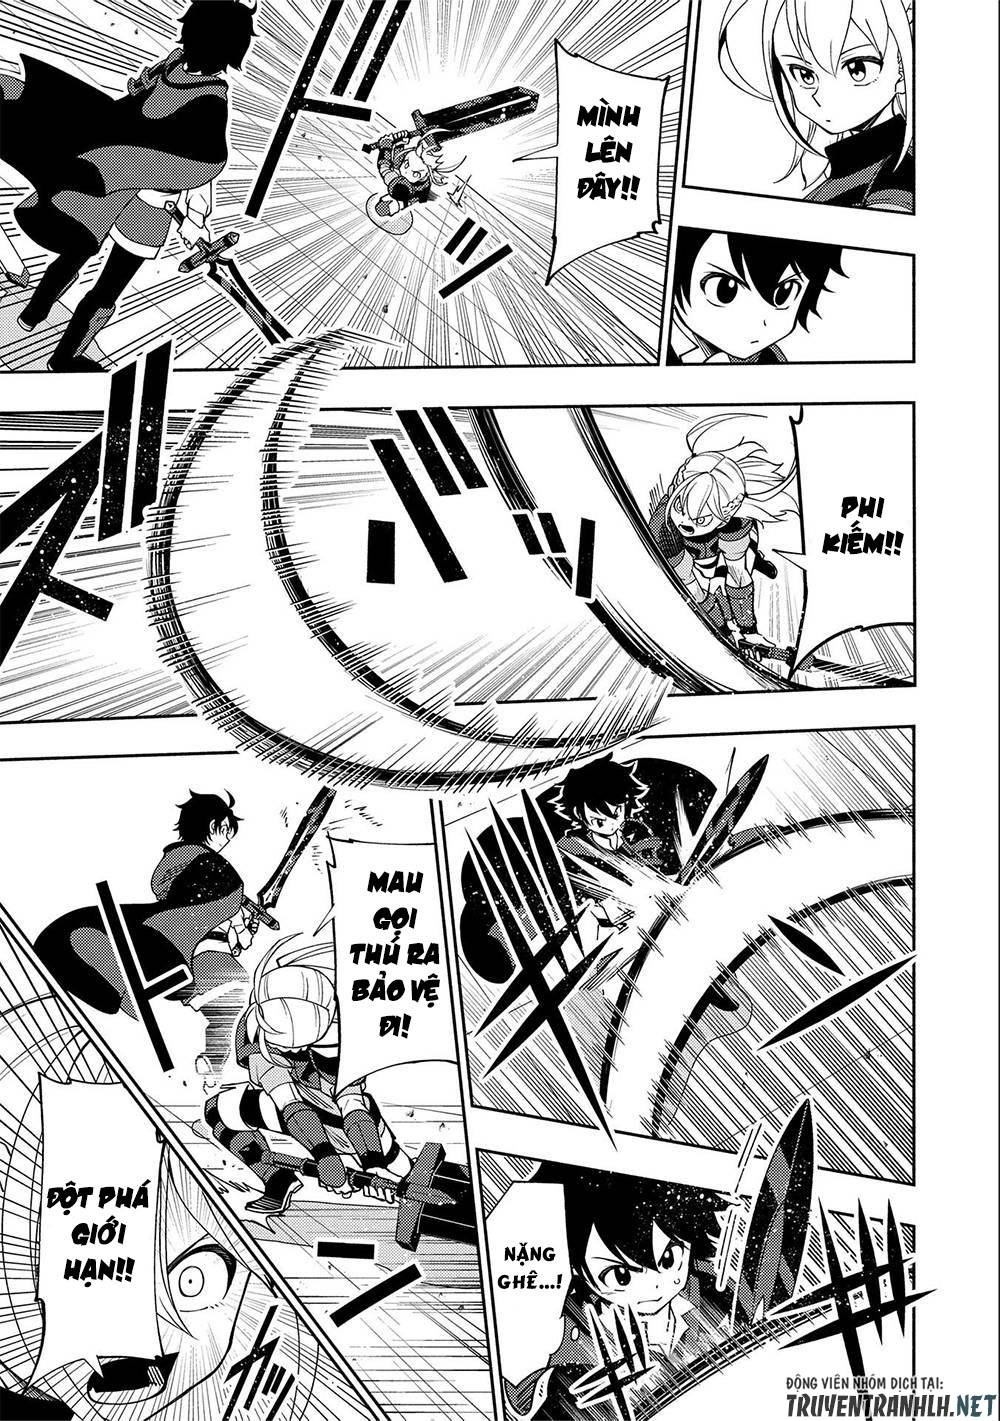 MÌNH
LÊN
ĐÂY!!
PHI
KIẾM!!
MAU
GỌI
THÚ RA
BẢO VỆ
ĐI!
NẶNG
GHÊ...!
ĐỘT PHÁ
GIỚI
HẠN!!
ĐỘNG VIÊN NHÓM DỊCH TẠI:
TRUYENTRANHLH.NET